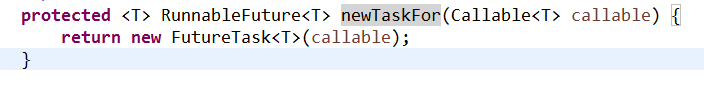 protected <T> RunnableFuture<T> newTaskFor(Callable<T> callable) {
    return new FutureTask<T>(callable);
}